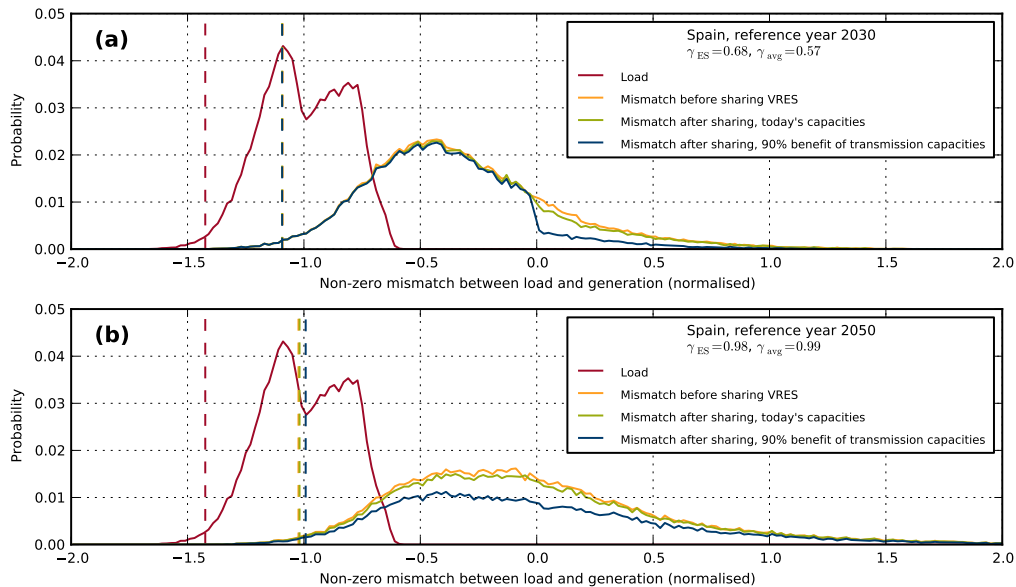 (a)
Spain, reference year 2030
γ ES=0.68, γ avg=0.57
Load
Mismatch before sharing VRES
Mismatch after sharing, today's capacities
Mismatch after sharing, 90% benefit of transmission capacities
Probability
0.05
0.04
0.03
0.02
0.01
0.00
−2.0 −1.5 −1.0 −0.5 0.0 0.5 1.0 1.5 2.0
Non-zero mismatch between load and generation (normalised)
(b)
Spain, reference year 2050
γ ES=0.98, γ avg=0.99
Load
Mismatch before sharing VRES
Mismatch after sharing, today's capacities
Mismatch after sharing, 90% benefit of transmission capacities
Probability
0.05
0.04
0.03
0.02
0.01
0.00
−2.0 −1.5 −1.0 −0.5 0.0 0.5 1.0 1.5 2.0
Non-zero mismatch between load and generation (normalised)